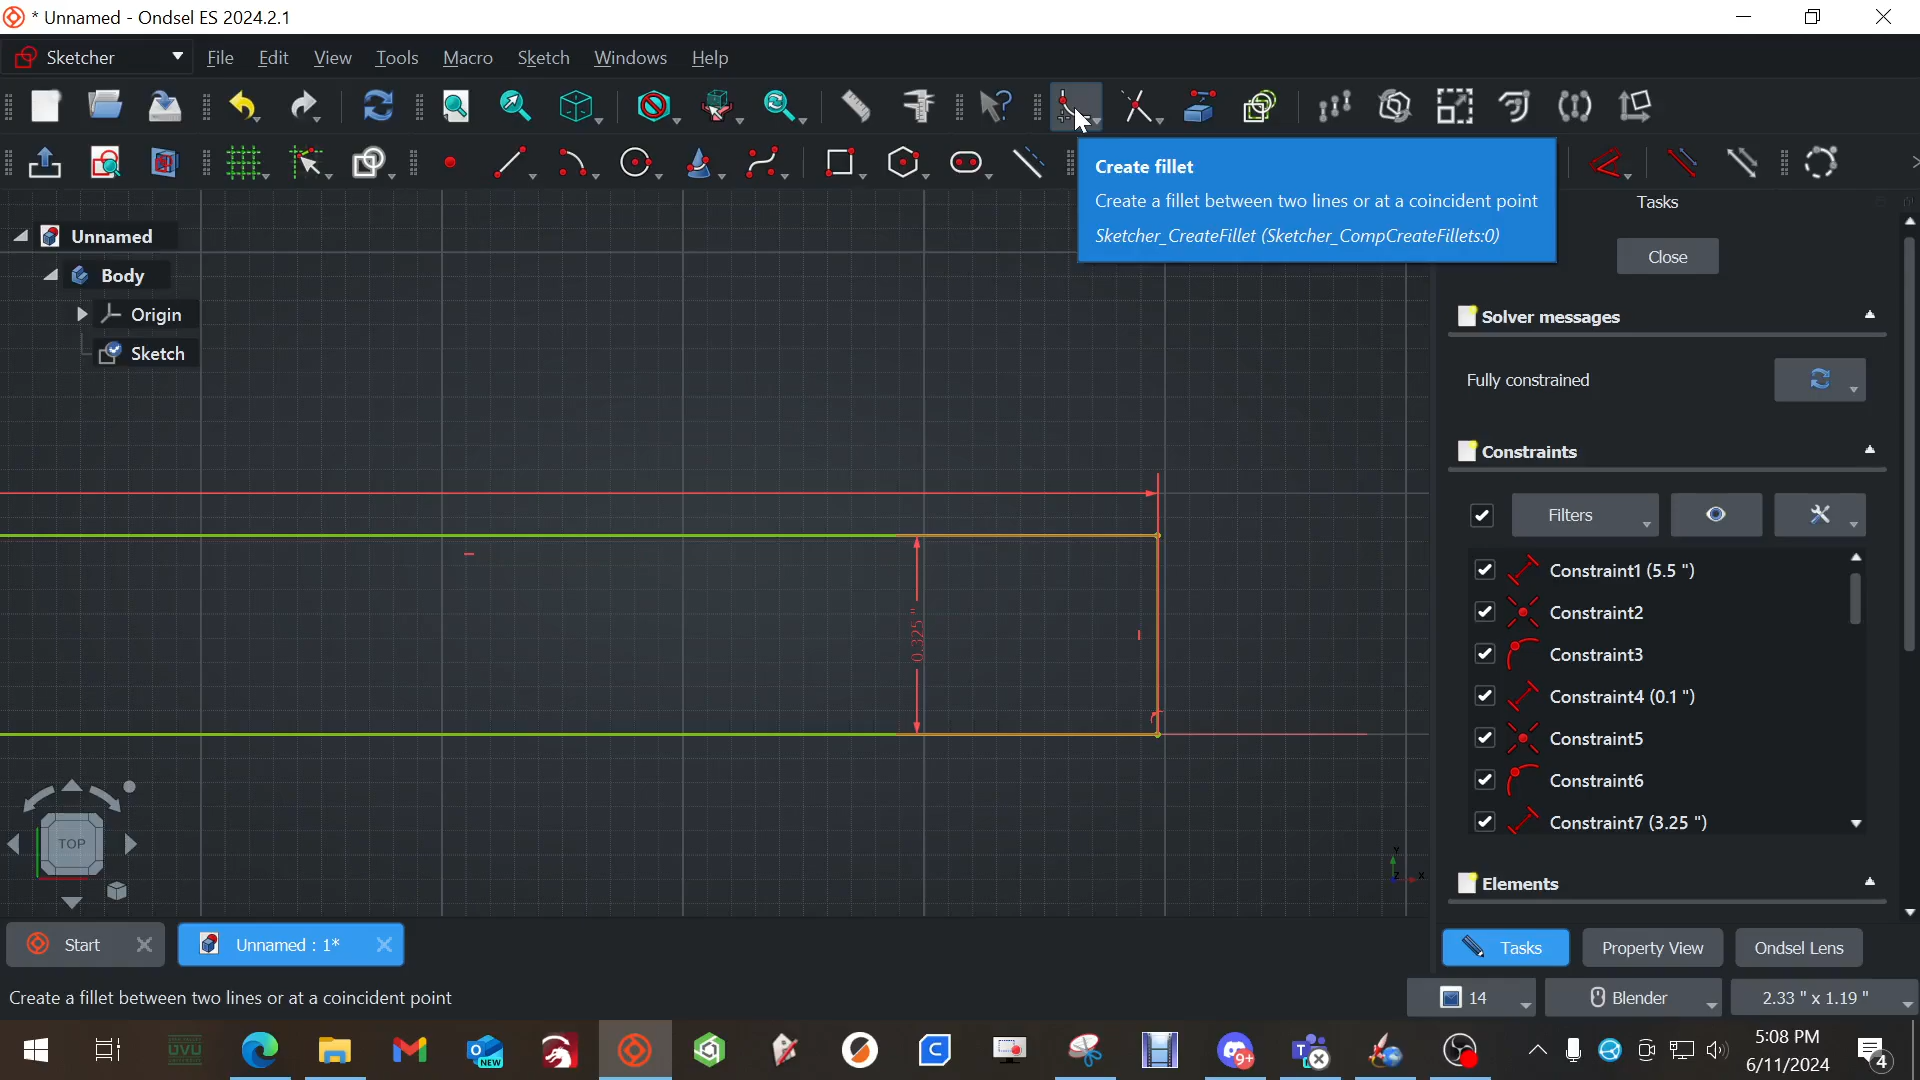 * Unnamed - Ondsel ES 2024.2.1
Sketcher File Edit View Tools Macro Sketch Windows Help
Create fillet
Create a fillet between two lines or at a coincident point
Sketcher_CreateFillet (Sketcher_CompCreateFillets:0)
Tasks
Unnamed
Body
Origin
Sketch
Close
Solver messages
Fully constrained
Constraints
Filters
Constraint1 (5.5 ")
Constraint2
Constraint3
Constraint4 (0.1 ")
Constraint5
Constraint6
Constraint7 (3.25 ")
0.325 "
TOP
Y
Z X
Elements
Start
Unnamed : 1*
Tasks Property View Ondsel Lens
Create a fillet between two lines or at a coincident point
14 Blender 2.33 " x 1.19 "
UVU
NEW
9+
5:08 PM
6/11/2024
4